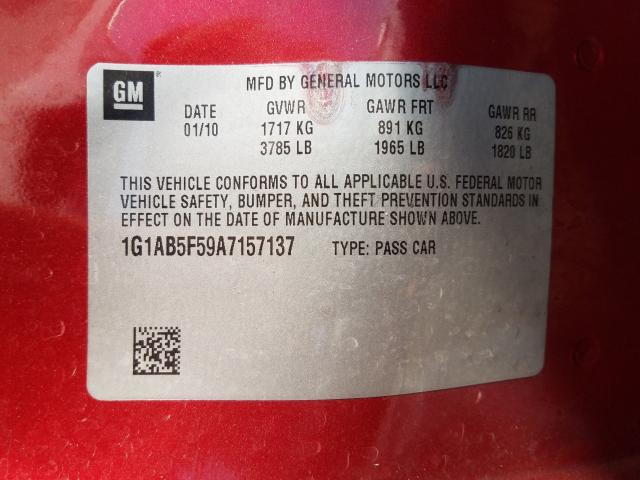 GM
MFD BY GENERAL MOTORS LLC
DATE GVWR GAWR FRT GAWR RR
01/10 1717 KG 891 KG 826 KG
3785 LB 1965 LB 1820 LB
THIS VEHICLE CONFORMS TO ALL APPLICABLE U.S. FEDERAL MOTOR
VEHICLE SAFETY, BUMPER, AND THEFT PREVENTION STANDARDS IN
EFFECT ON THE DATE OF MANUFACTURE SHOWN ABOVE.
1G1AB5F59A7157137 TYPE: PASS CAR